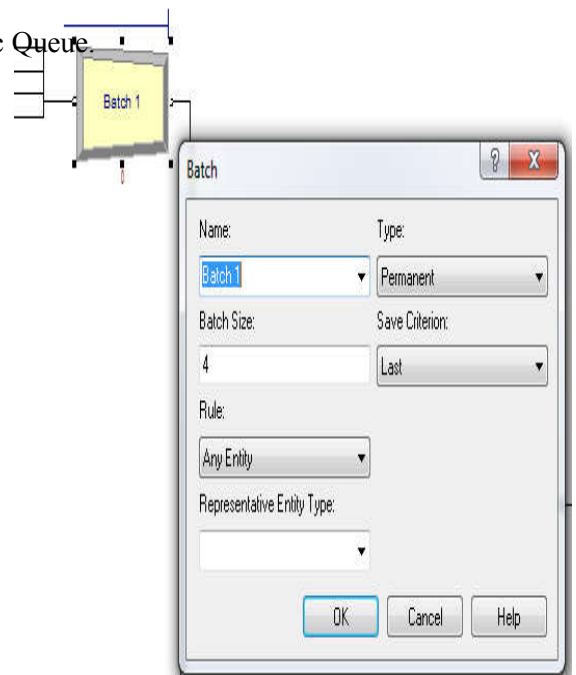 Queue.
Batch 1
0
Batch
?
X
Name:
Type:
Batch 1
Permanent
Batch Size:
Save Criterion:
4
Last
Rule:
Any Entity
Representative Entity Type:
OK
Cancel
Help